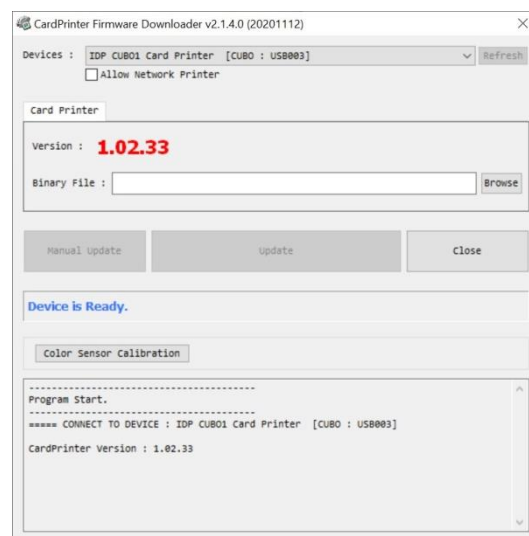 CardPrinter Firmware Downloader v2.1.4.0 (20201112)
Devices : IDP CUBO1 Card Printer [CUBO : USB003] Refresh
Allow Network Printer
Card Printer
Version : 1.02.33
Binary File : Browse
Manual Update Update Close
Device is Ready.
Color Sensor Calibration
----------------------------------------
Program Start.
----------------------------------------
===== CONNECT TO DEVICE : IDP CUBO1 Card Printer [CUBO : USB003]
CardPrinter Version : 1.02.33